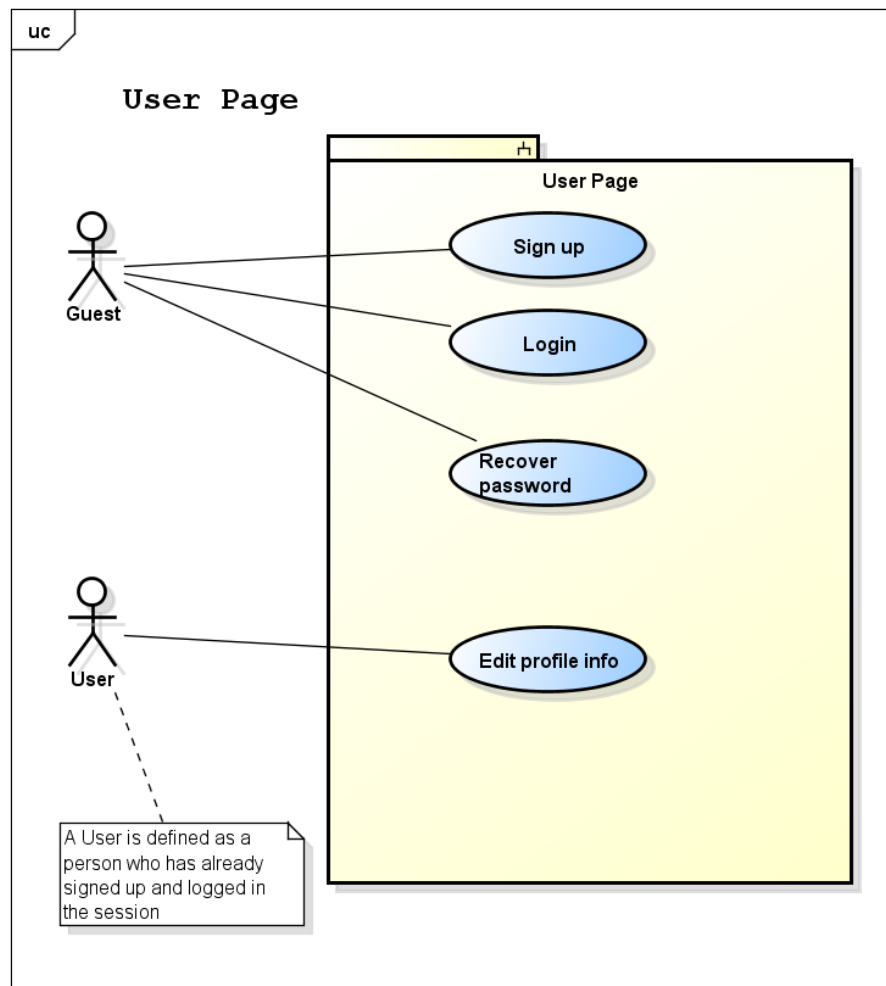 uc
User Page
User Page
Sign up
Guest
Login
Recover
password
Edit profile info
User
A User is defined as a
person who has already
signed up and logged in
the session